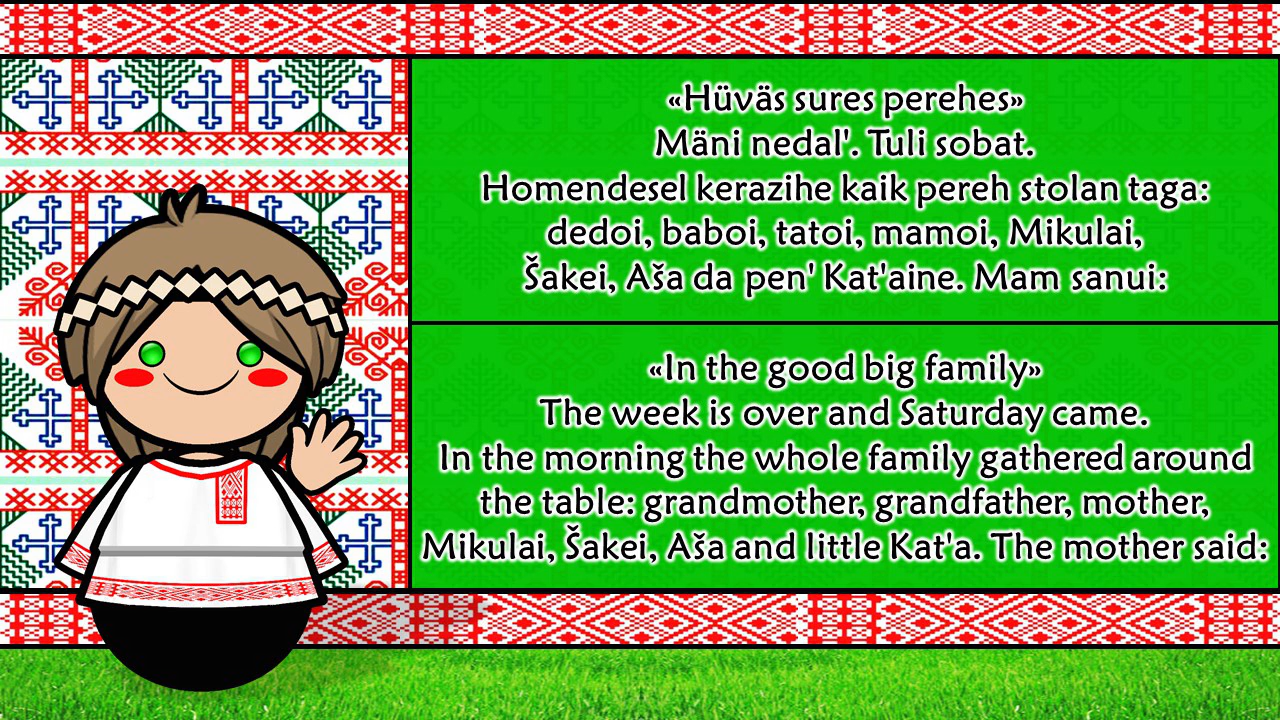 «Hüväs sures perehes»
Mäni nedal'. Tuli sobat.
Homendesel kerazihe kaik pereh stolan taga:
dedoi, baboi, tatoi, mamoi, Mikulai,
Šakei, Aša da pen' Kat'aine. Mam sanui:
«In the good big family»
The week is over and Saturday came.
In the morning the whole family gathered around
the table: grandmother, grandfather, mother,
Mikulai, Šakei, Aša and little Kat'a. The mother said: